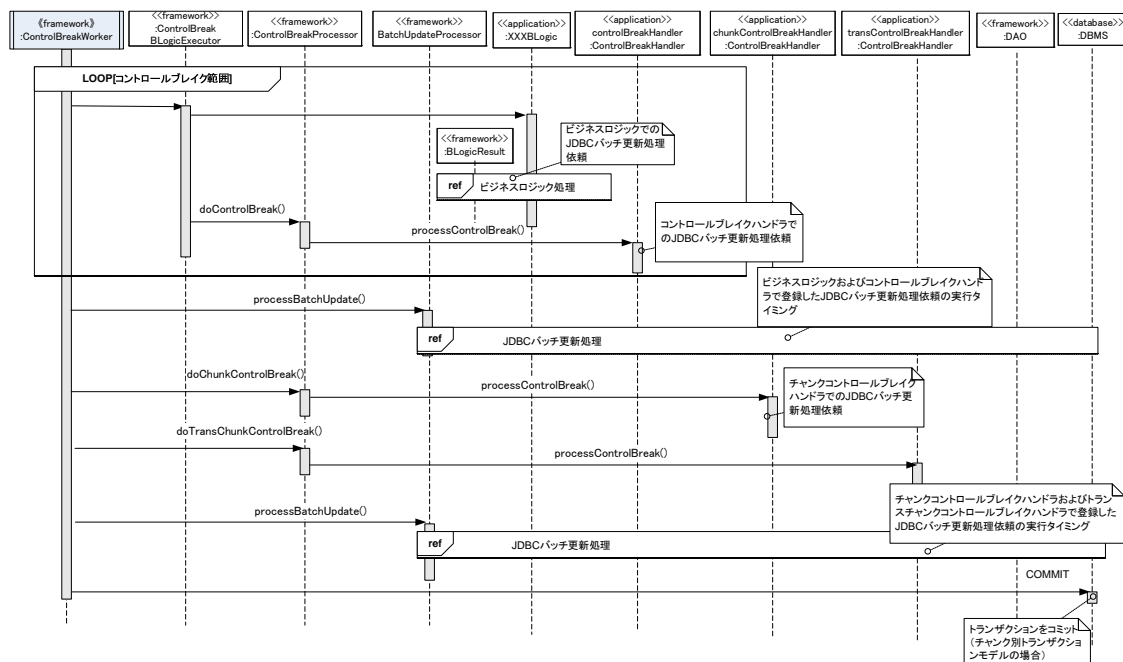 <<framework>>
:ControlBreakWorker
<<framework>>
:ControlBreak
BLogicExecutor
<<framework>>
:ControlBreakProcessor
<<framework>>
BatchUpdateProcessor
<<application>>
:XXXBLogic
<<application>>
controlBreakHandler
:ControlBreakHandler
<<application>>
chunkControlBreakHandler
:ControlBreakHandler
<<application>>
transControlBreakHandler
:ControlBreakHandler
<<framework>>
:DAO
<<database>>
:DBMS
LOOP[コントロールブレイク範囲]
<<framework>>
:BLogicResult
ビジネスロジックでの
JDBCバッチ更新処理
依頼
ref ビジネスロジック処理
doControlBreak()
processControlBreak()
コントロールブレイクハンドラで
のJDBCバッチ更新処理依頼
ビジネスロジックおよびコントロールブレイクハンド
ラで登録したJDBCバッチ更新処理依頼の実行タ
イミング
processBatchUpdate()
ref JDBCバッチ更新処理
doChunkControlBreak()
processControlBreak()
チャンクコントロールブレイク
ハンドラでのJDBCバッチ更
新処理依頼
doTransChunkControlBreak()
processControlBreak()
チャンクコントロールブレイクハンドラおよびトラン
スチャンクコントロールブレイクハンドラで登録した
JDBCバッチ更新処理依頼の実行タイミング
processBatchUpdate()
ref JDBCバッチ更新処理
COMMIT
トランザクションをコミット
(チャンク別トランザクショ
ンモデルの場合)